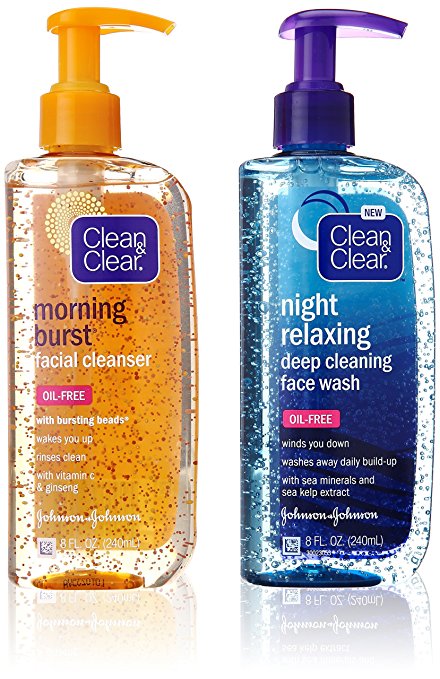 Clean &
Clear.
morning
burst®
facial cleanser
OIL-FREE
with bursting beads®
wakes you up
rinses clean
with vitamin c
& ginseng
Johnson & Johnson
8 FL. OZ. (240mL)
NEW
Clean &
Clear.
night
relaxing
deep cleaning
face wash
OIL-FREE
winds you down
washes away daily build-up
with sea minerals and
sea kelp extract
Johnson & Johnson
8 FL. OZ. (240mL)